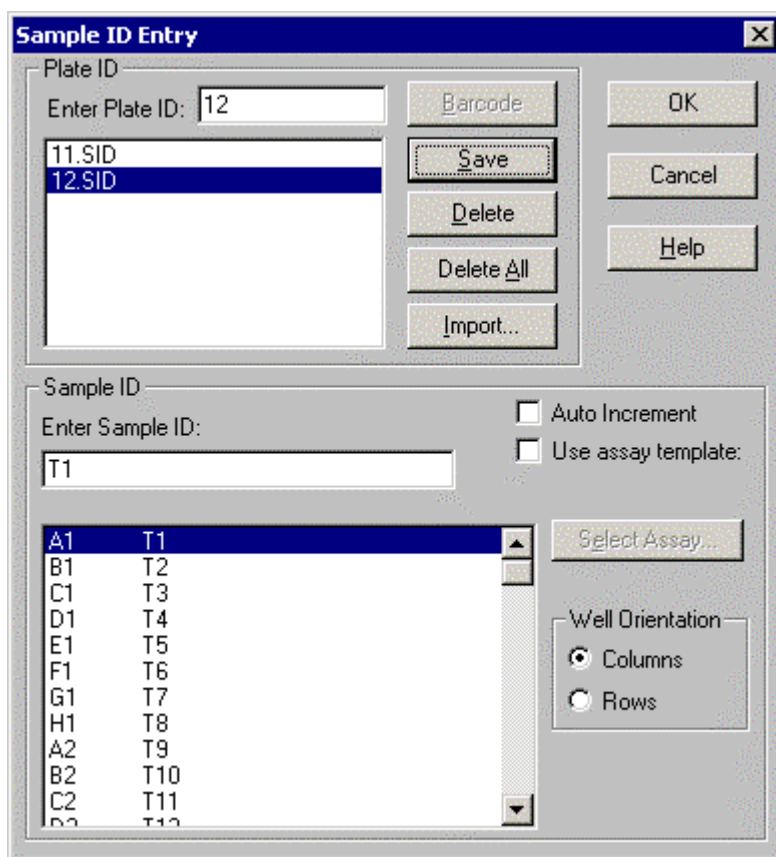 Sample ID Entry
Plate ID
Enter Plate ID: 12
Barcode
OK
11.SID
12.SID
Save
Cancel
Delete
Help
Delete All
Import...
Sample ID
Enter Sample ID:
Auto Increment
Use assay template:
T1
A1 T1
B1 T2
C1 T3
D1 T4
E1 T5
F1 T6
G1 T7
H1 T8
A2 T9
B2 T10
C2 T11
D2 T12
Select Assay...
Well Orientation
Columns
Rows